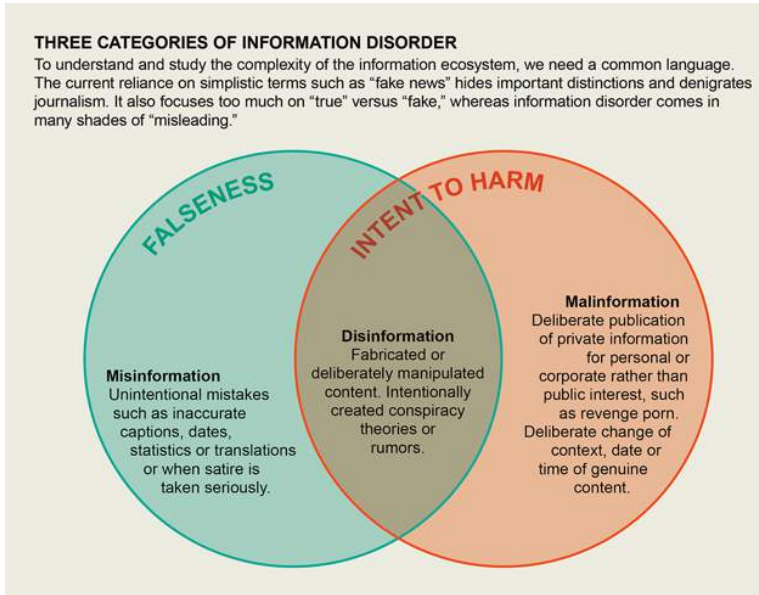 THREE CATEGORIES OF INFORMATION DISORDER
To understand and study the complexity of the information ecosystem, we need a common language.
The current reliance on simplistic terms such as “fake news” hides important distinctions and denigrates
journalism. It also focuses too much on “true” versus “fake,” whereas information disorder comes in
many shades of “misleading.”
FALSENESS
INTENT TO HARM
Misinformation
Unintentional mistakes
such as inaccurate
captions, dates,
statistics or translations
or when satire is
taken seriously.
Disinformation
Fabricated or
deliberately manipulated
content. Intentionally
created conspiracy
theories or
rumors.
Malinformation
Deliberate publication
of private information
for personal or
corporate rather than
public interest, such
as revenge porn.
Deliberate change of
context, date or
time of genuine
content.